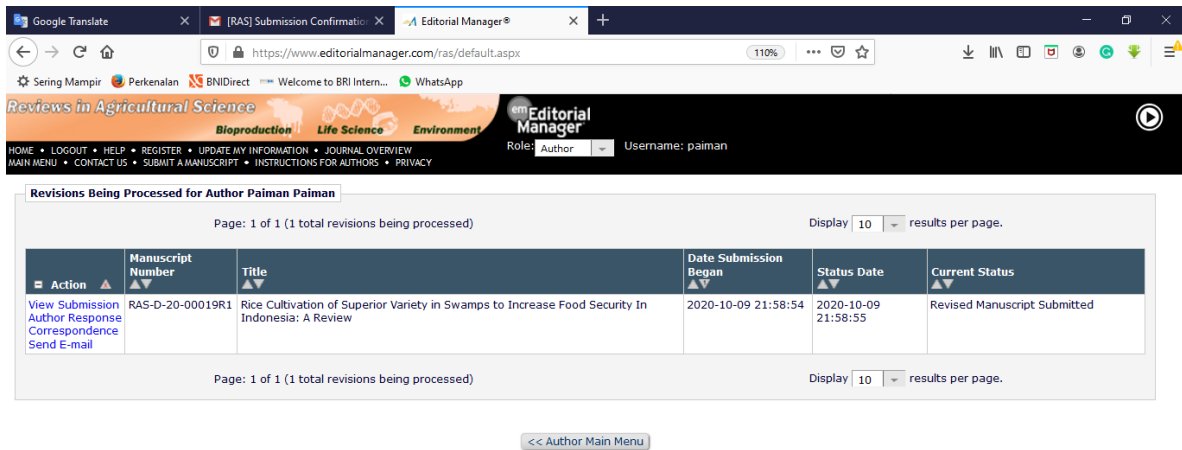 Google Translate
[RAS] Submission Confirmation
Editorial Manager®
https://www.editorialmanager.com/ras/default.aspx
110%
Sering Mampir Perkenalan BNIDirect Welcome to BRI Intern... WhatsApp
Reviews in Agricultural Science
Bioproduction Life Science Environment
em Editorial
Manager
Role: Author Username: paiman
HOME • LOGOUT • HELP • REGISTER • UPDATE MY INFORMATION • JOURNAL OVERVIEW
MAIN MENU • CONTACT US • SUBMIT A MANUSCRIPT • INSTRUCTIONS FOR AUTHORS • PRIVACY
Revisions Being Processed for Author Paiman Paiman
Page: 1 of 1 (1 total revisions being processed) Display 10 results per page.
Action
Manuscript
Number
Title
Date Submission
Began
Status Date
Current Status
View Submission
Author Response
Correspondence
Send E-mail
RAS-D-20-00019R1
Rice Cultivation of Superior Variety in Swamps to Increase Food Security In
Indonesia: A Review
2020-10-09 21:58:54
2020-10-09
21:58:55
Revised Manuscript Submitted
Page: 1 of 1 (1 total revisions being processed) Display 10 results per page.
<< Author Main Menu